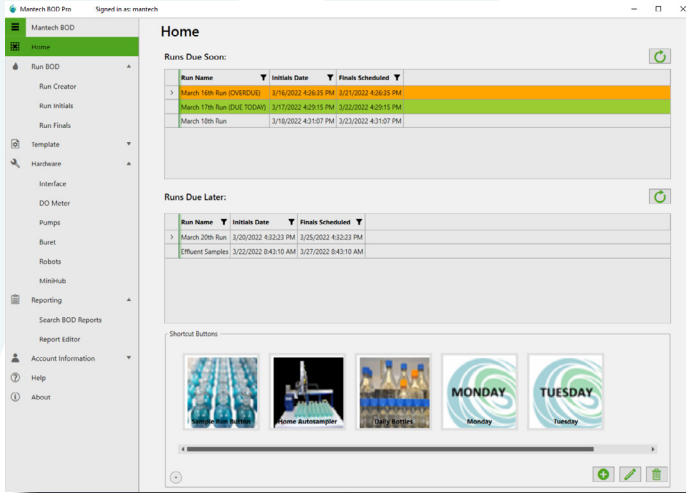 Mantech BOD Pro Signed in as: mantech
Mantech BOD
Home
Run BOD
Run Creator
Run Initials
Run Finals
Template
Hardware
Interface
DO Meter
Pumps
Buret
Robots
MiniHub
Reporting
Search BOD Reports
Report Editor
Account Information
Help
About
Home
Runs Due Soon:
Run Name Initials Date Finals Scheduled
March 16th Run (OVERDUE) 3/16/2022 4:26:35 PM 3/21/2022 4:26:35 PM
March 17th Run (DUE TODAY) 3/17/2022 4:29:15 PM 3/22/2022 4:29:15 PM
March 18th Run 3/18/2022 4:31:07 PM 3/23/2022 4:31:07 PM
Runs Due Later:
Run Name Initials Date Finals Scheduled
March 20th Run 3/20/2022 4:32:23 PM 3/25/2022 4:32:23 PM
Effluent Samples 3/22/2022 8:43:10 AM 3/27/2022 8:43:10 AM
Shortcut Buttons
MONDAY TUESDAY
Sample Run Button Home Autosampler Daily Bottles Monday Tuesday